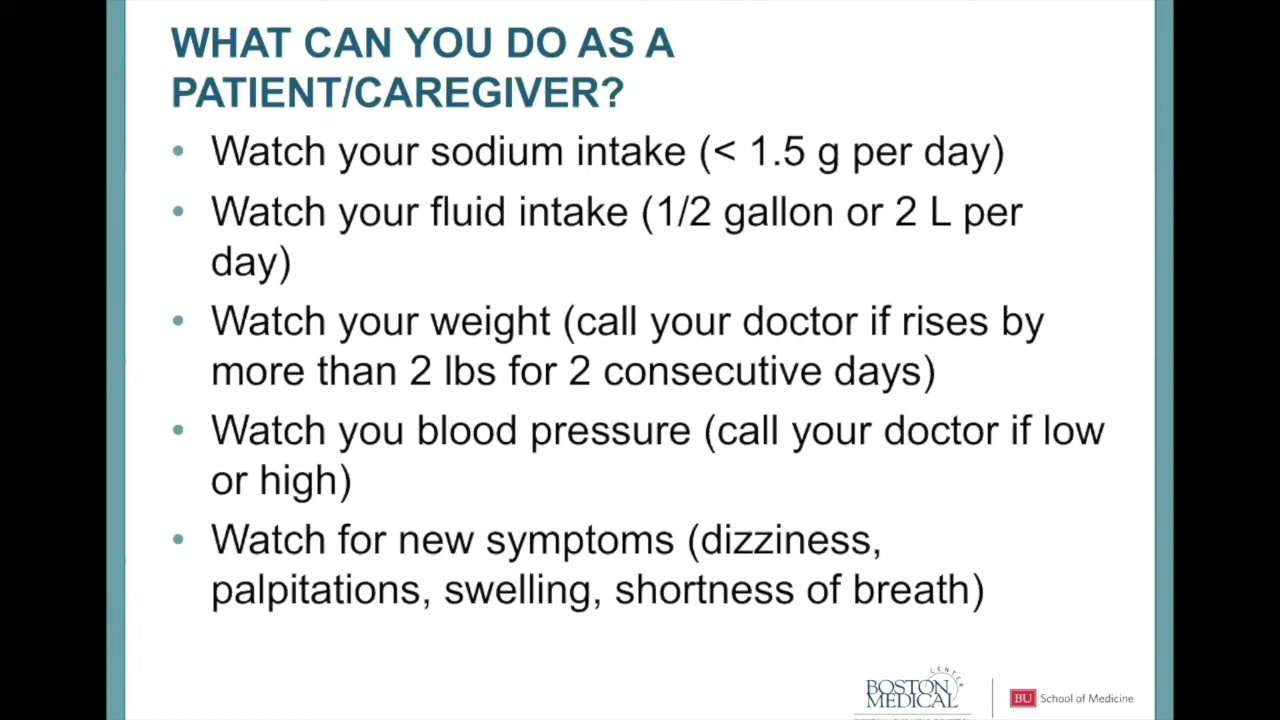 WHAT CAN YOU DO AS A
PATIENT/CAREGIVER?
• Watch your sodium intake (< 1.5 g per day)
• Watch your fluid intake (1/2 gallon or 2 L per
day)
• Watch your weight (call your doctor if rises by
more than 2 lbs for 2 consecutive days)
• Watch you blood pressure (call your doctor if low
or high)
• Watch for new symptoms (dizziness,
palpitations, swelling, shortness of breath)
CENTER
BOSTON
MEDICAL
BU School of Medicine